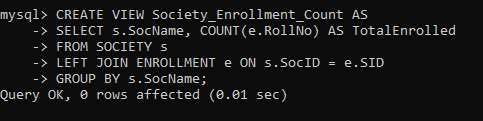 mysql> CREATE VIEW Society_Enrollment_Count AS
    -> SELECT s.SocName, COUNT(e.RollNo) AS TotalEnrolled
    -> FROM SOCIETY s
    -> LEFT JOIN ENROLLMENT e ON s.SocID = e.SID
    -> GROUP BY s.SocName;
Query OK, 0 rows affected (0.01 sec)